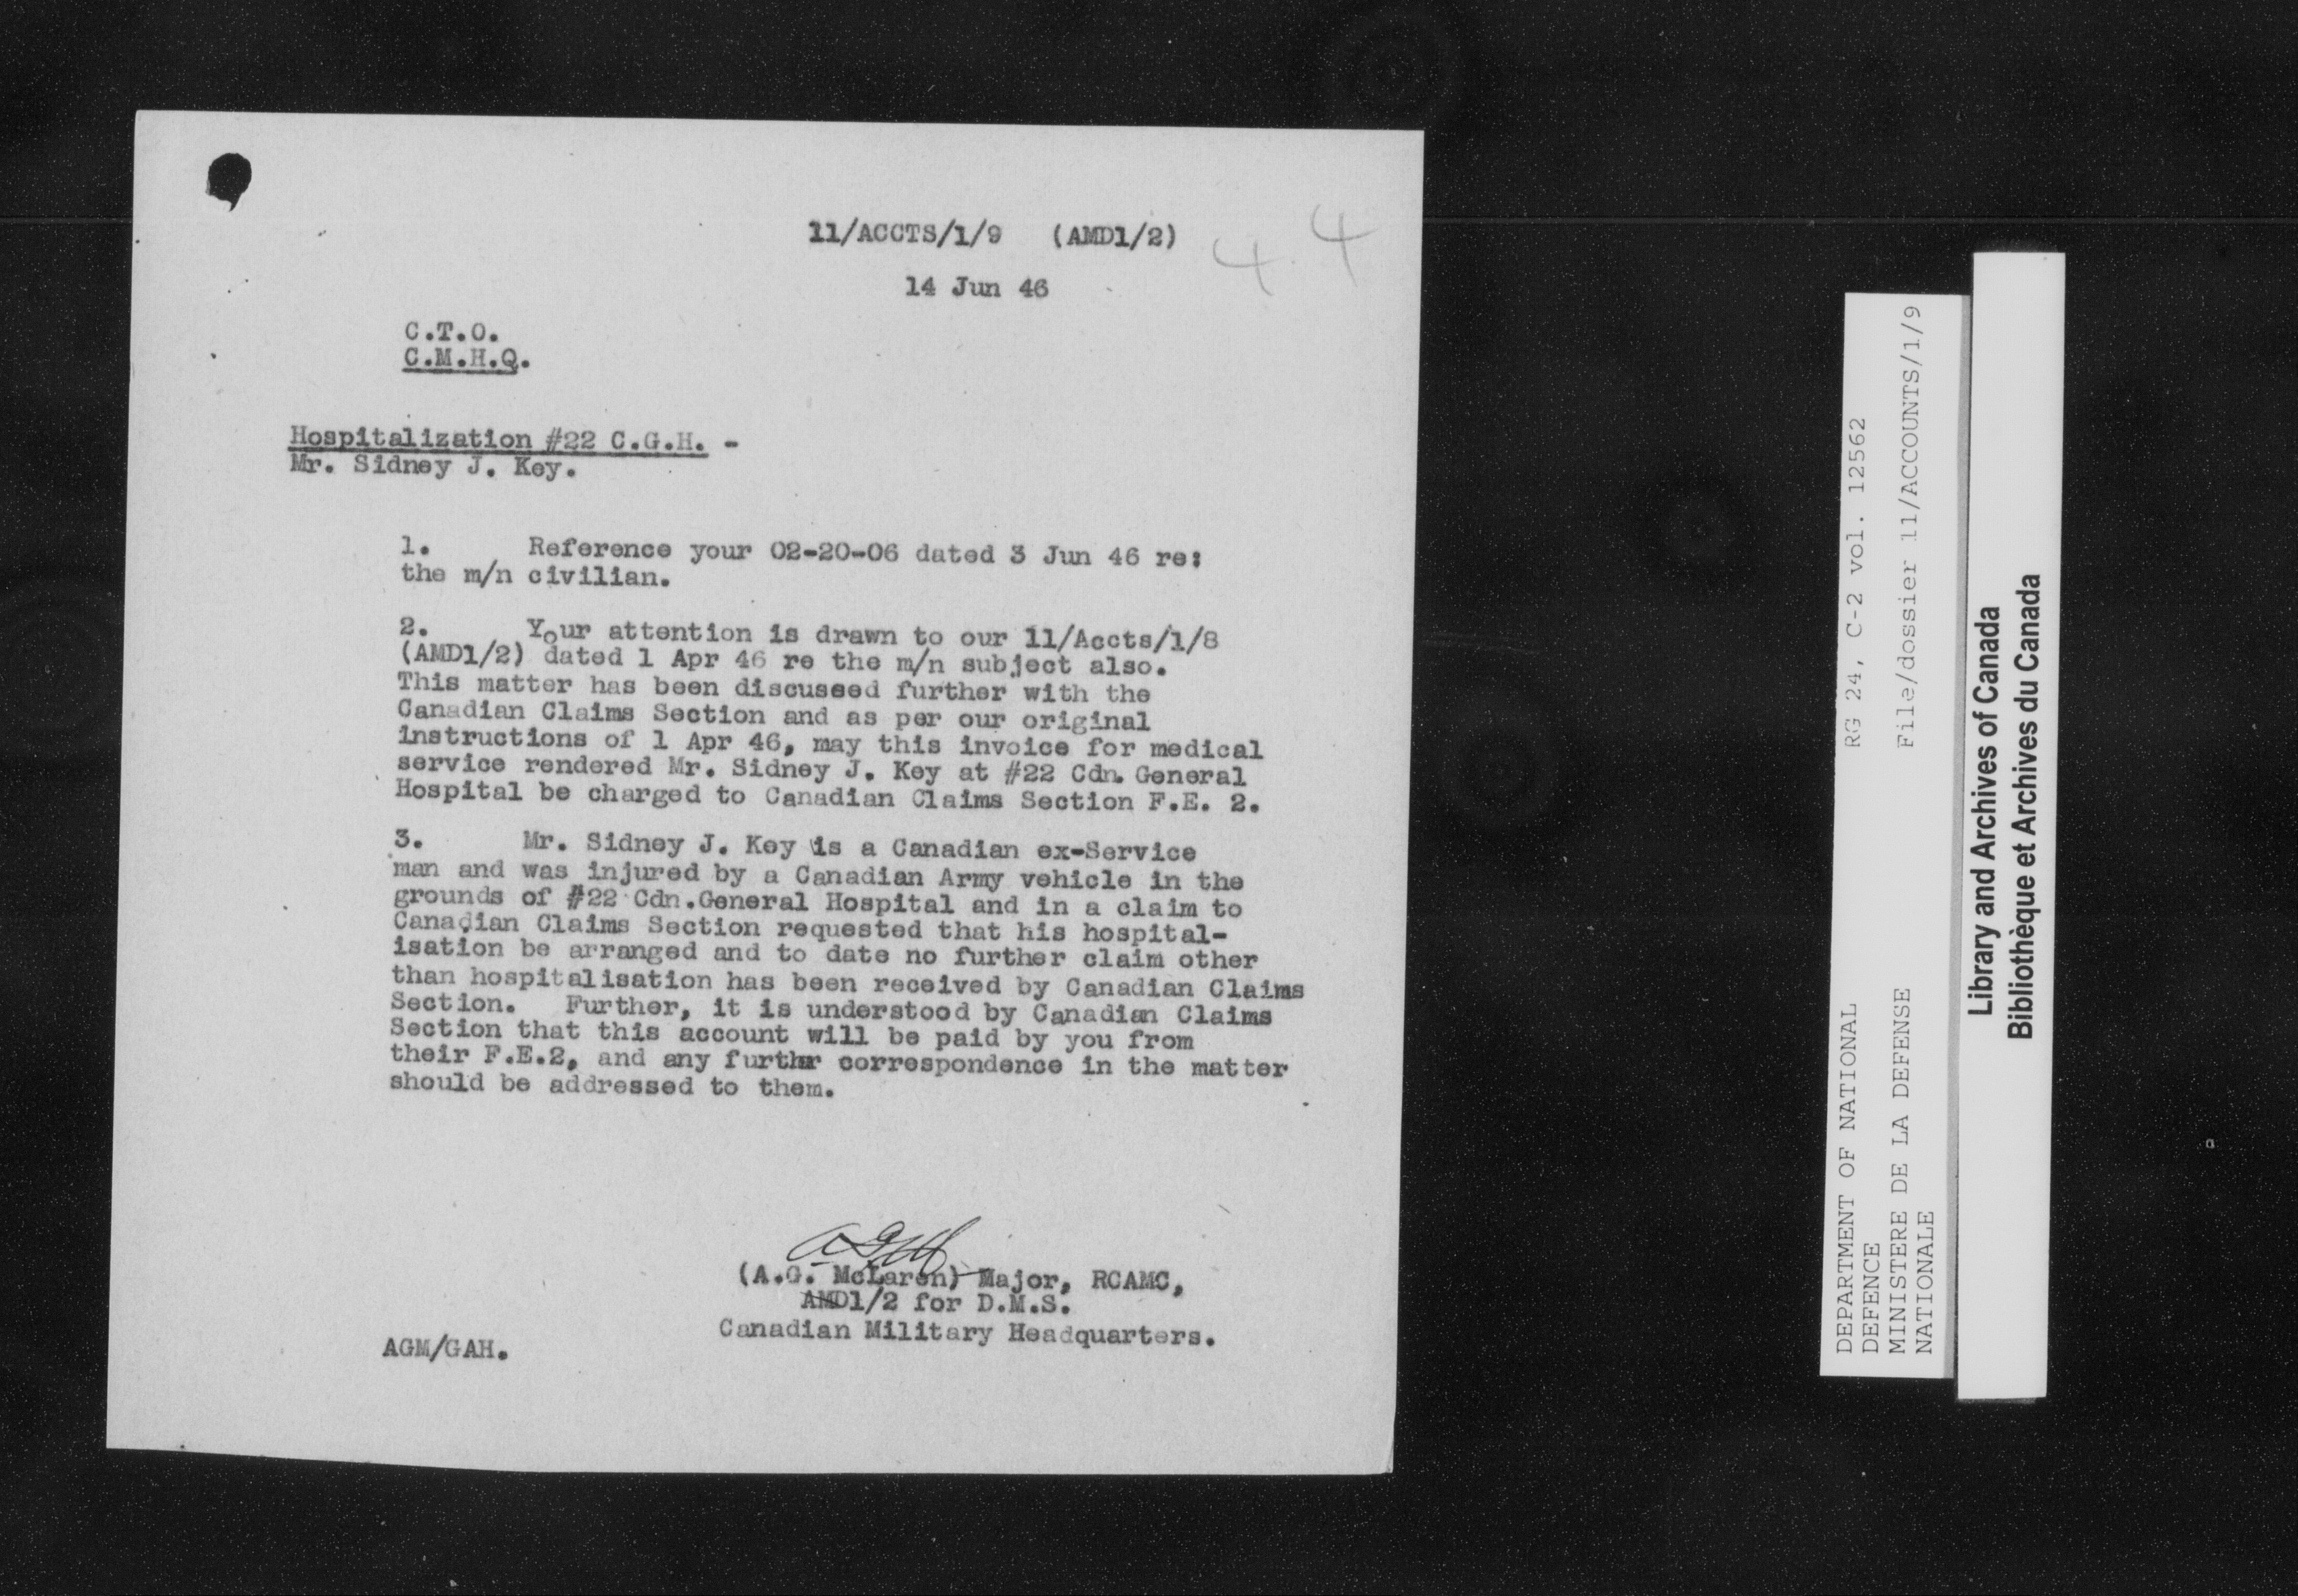 11/ACCTS/1/9 (AMD1/2)
44
14 Jun 46
C.T.O.
C.M.H.Q.
Hospitalization #22 C.G.H. -
Mr. Sidney J. Key.
1. Reference your 02-20-06 dated 3 Jun 46 re:
the m/n civilian.
2. Your attention is drawn to our 11/Accts/1/8
(AMD1/2) dated 1 Apr 46 re the m/n subject also.
This matter has been discussed further with the
Canadian Claims Section and as per our original
instructions of 1 Apr 46, may this invoice for medical
service rendered Mr. Sidney J. Key at #22 Cdn. General
Hospital be charged to Canadian Claims Section F.E. 2.
3. Mr. Sidney J. Key is a Canadian ex-Service
man and was injured by a Canadian Army vehicle in the
grounds of #22 Cdn.General Hospital and in a claim to
Canadian Claims Section requested that his hospital-
isation be arranged and to date no further claim other
than hospitalisation has been received by Canadian Claims
Section. Further, it is understood by Canadian Claims
Section that this account will be paid by you from
their F.E.2, and any furthr correspondence in the matter
should be addressed to them.
(A.G. McLaren) Major, RCAMC,
AMD1/2 for D.M.S.
Canadian Military Headquarters.
AGM/GAH.
DEPARTMENT OF NATIONAL RG 24, C-2 vol. 12562
DEFENCE
MINISTERE DE LA DEFENSE File/dossier 11/ACCOUNTS/1/9
NATIONALE
Library and Archives of Canada
Bibliothèque et Archives du Canada